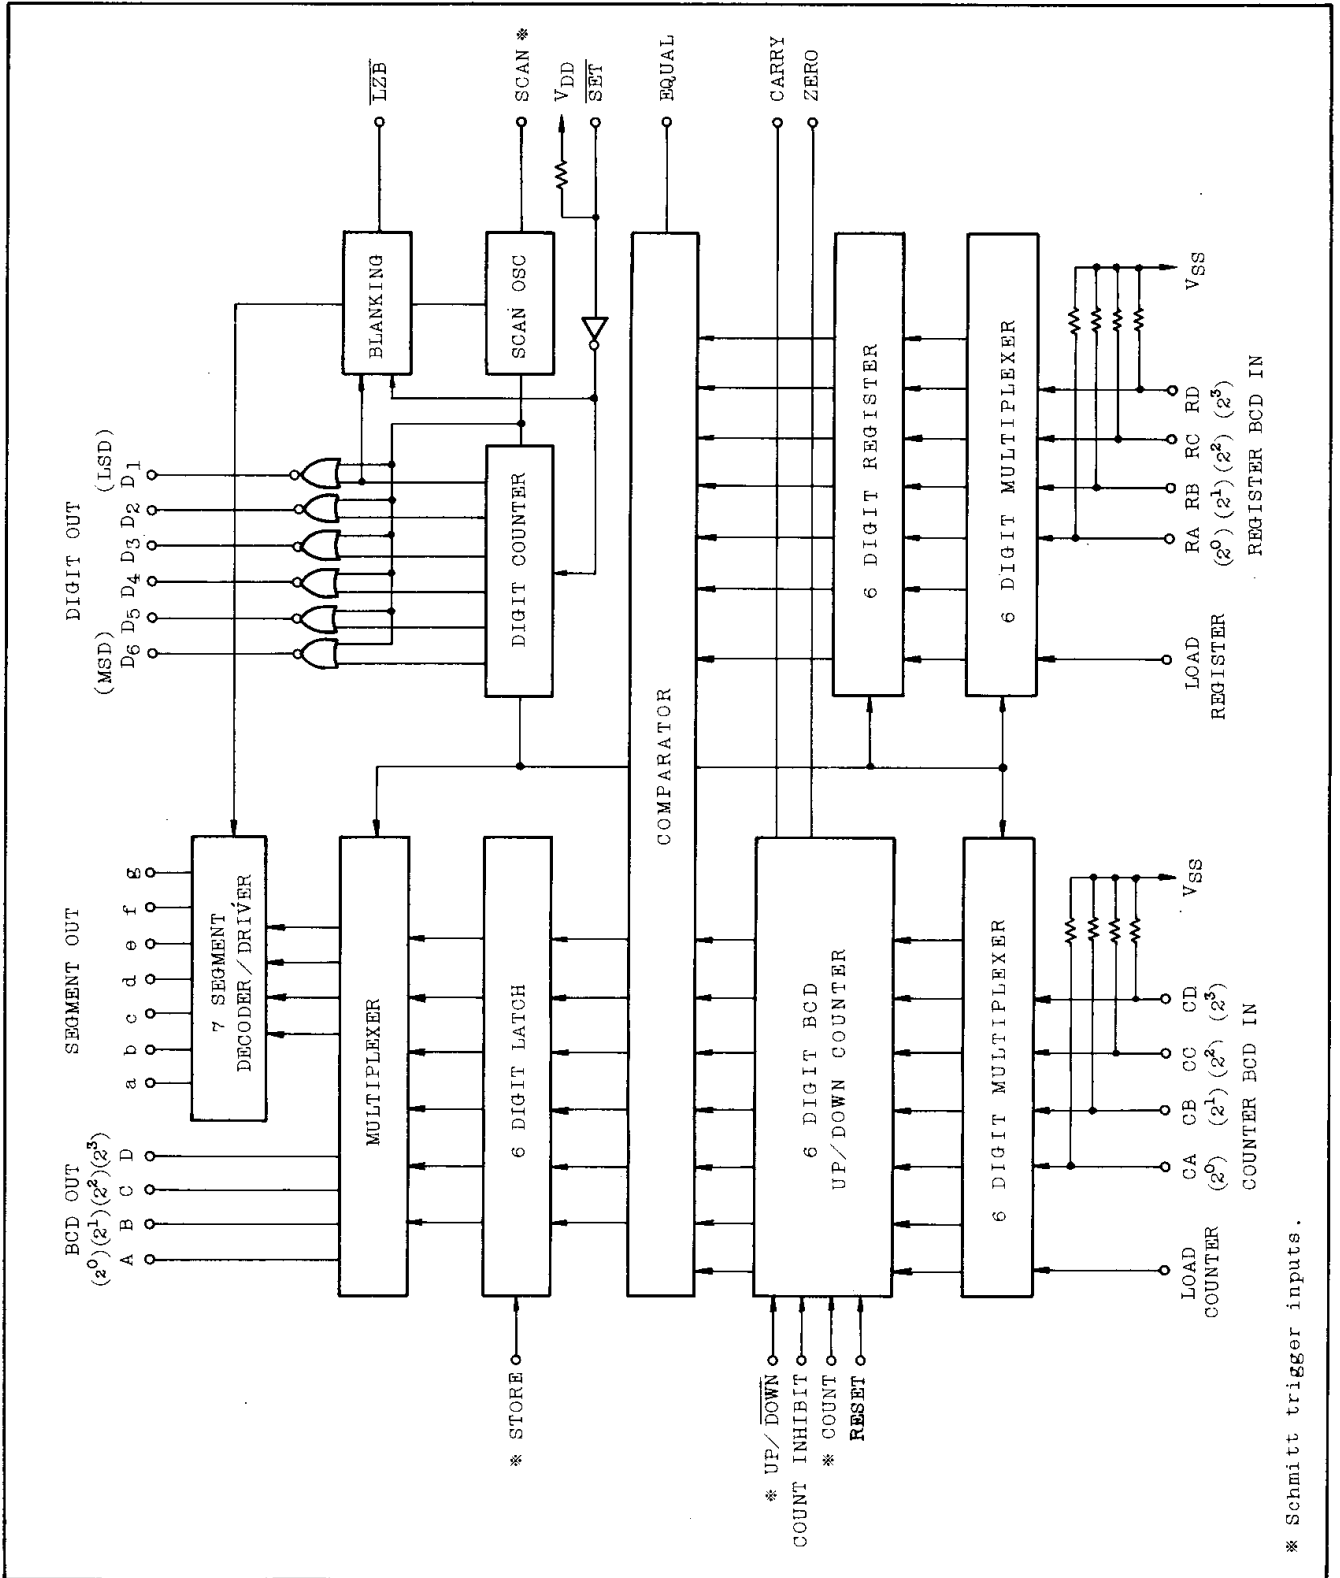 BCD OUT
(2⁰)(2¹)(2²)(2³)
A B C D
SEGMENT OUT
a b c d e f g
DIGIT OUT
(MSD) (LSD)
D6 D5 D4 D3 D2 D1
7 SEGMENT
DECODER/DRIVER
MULTIPLEXER
BLANKING
L̅Z̅B̅
* STORE
6 DIGIT LATCH
DIGIT COUNTER
SCAN OSC
SCAN *
VDD
S̅E̅T̅
COMPARATOR
EQUAL
* UP/D̅O̅W̅N̅
COUNT INHIBIT
* COUNT
RESET
6 DIGIT BCD
UP/DOWN COUNTER
CARRY
ZERO
6 DIGIT REGISTER
6 DIGIT MULTIPLEXER
6 DIGIT MULTIPLEXER
LOAD
COUNTER
CA CB CC CD
(2⁰) (2¹) (2²) (2³)
COUNTER BCD IN
VSS
LOAD
REGISTER
RA RB RC RD
(2⁰) (2¹) (2²) (2³)
REGISTER BCD IN
VSS
* Schmitt trigger inputs.